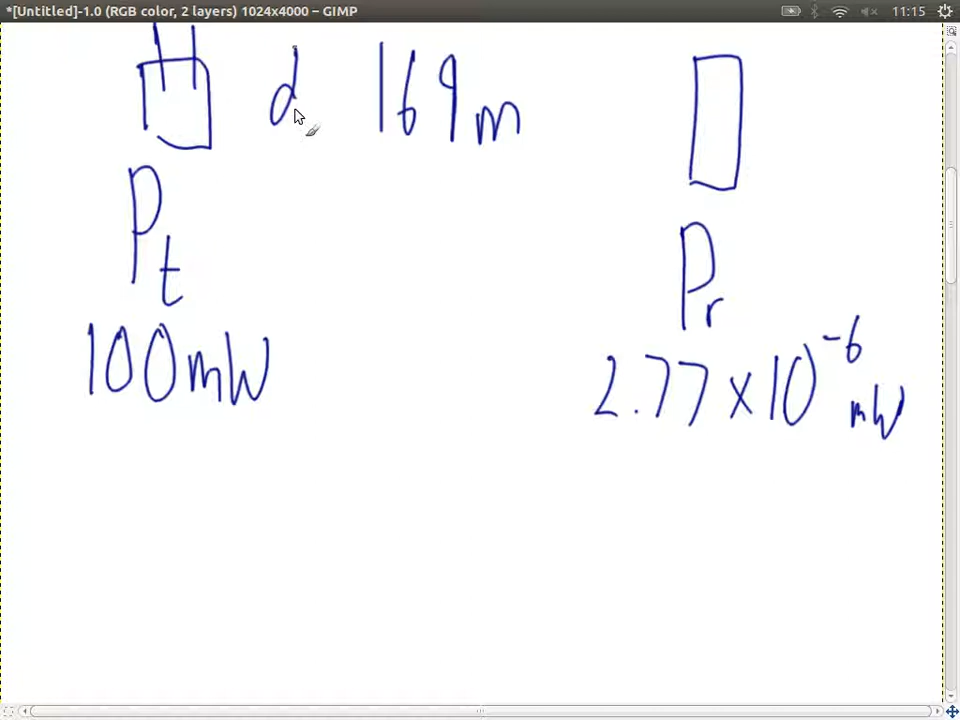 *[Untitled]-1.0 (RGB color, 2 layers) 1024x4000 – GIMP 11:15
d 169m
Pt
Pr
100mW
2.77 x 10⁻⁶ mW